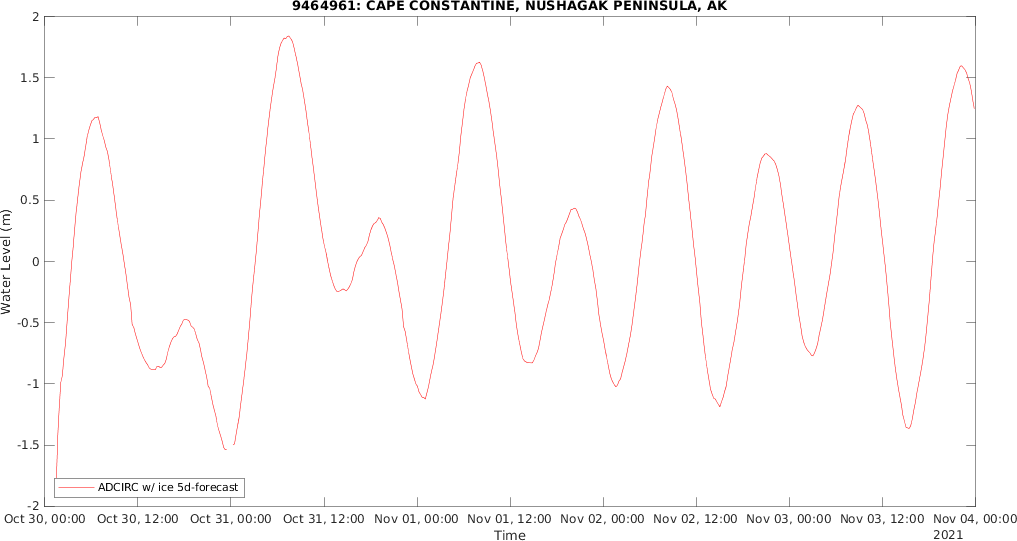 9464961: CAPE CONSTANTINE, NUSHAGAK PENINSULA, AK
2
1.5
1
0.5
0
-0.5
-1
-1.5
-2
Water Level (m)
ADCIRC w/ ice 5d-forecast
Oct 30, 00:00 Oct 30, 12:00 Oct 31, 00:00 Oct 31, 12:00 Nov 01, 00:00 Nov 01, 12:00 Nov 02, 00:00 Nov 02, 12:00 Nov 03, 00:00 Nov 03, 12:00 Nov 04, 00:00
Time
2021